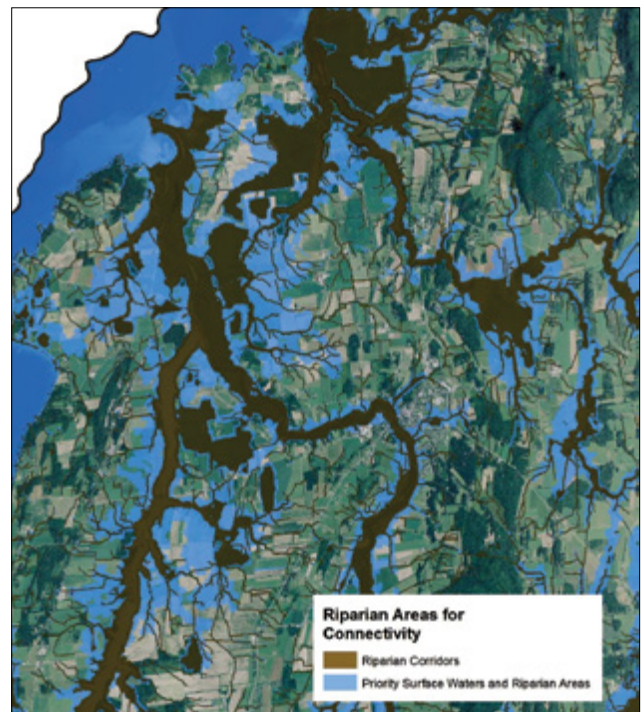 Riparian Areas for
Connectivity
Riparian Corridors
Priority Surface Waters and Riparian Areas